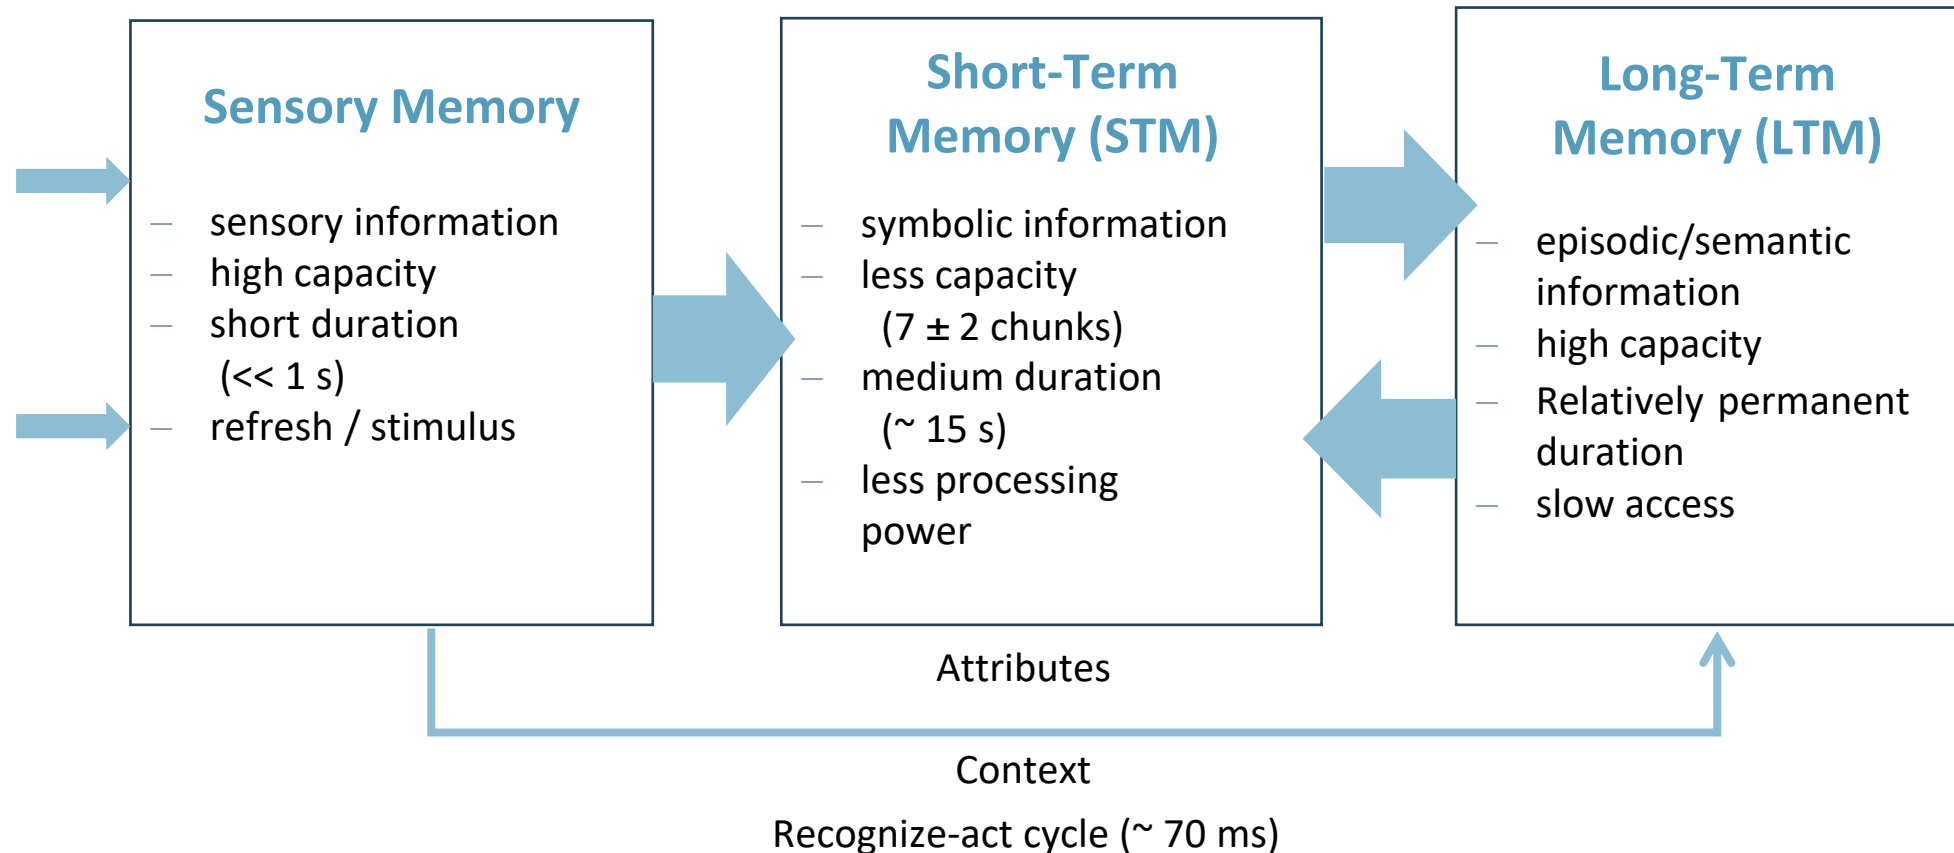 Sensory Memory
– sensory information
– high capacity
– short duration
(<< 1 s)
– refresh / stimulus
Short-Term
Memory (STM)
– symbolic information
– less capacity
(7 ± 2 chunks)
– medium duration
(~ 15 s)
– less processing
power
Long-Term
Memory (LTM)
– episodic/semantic
information
– high capacity
– Relatively permanent
duration
– slow access
Attributes
Context
Recognize-act cycle (~ 70 ms)